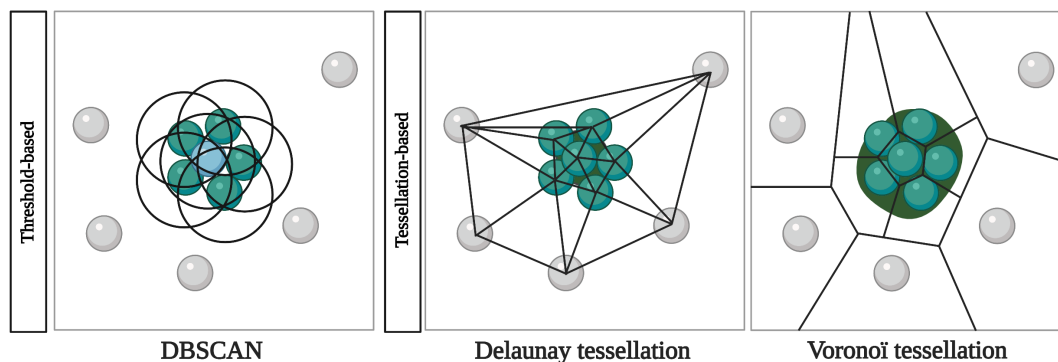 Threshold-based
Tessellation-based
DBSCAN
Delaunay tessellation
Voronoï tessellation